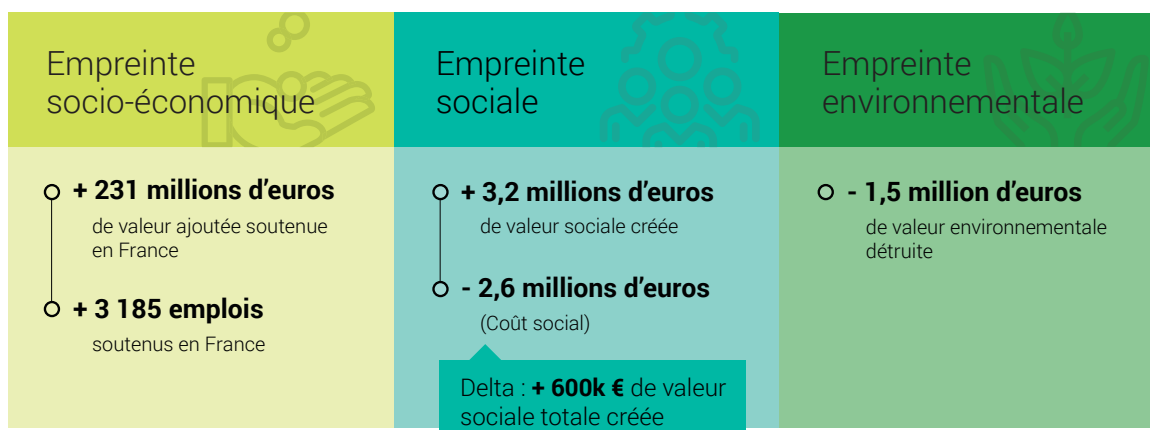 Empreinte
socio-économique
+ 231 millions d’euros
de valeur ajoutée soutenue
en France
+ 3 185 emplois
soutenus en France
Empreinte
sociale
+ 3,2 millions d’euros
de valeur sociale créée
- 2,6 millions d’euros
(Coût social)
Delta : + 600k € de valeur
sociale totale créée
Empreinte
environnementale
- 1,5 million d’euros
de valeur environnementale
détruite